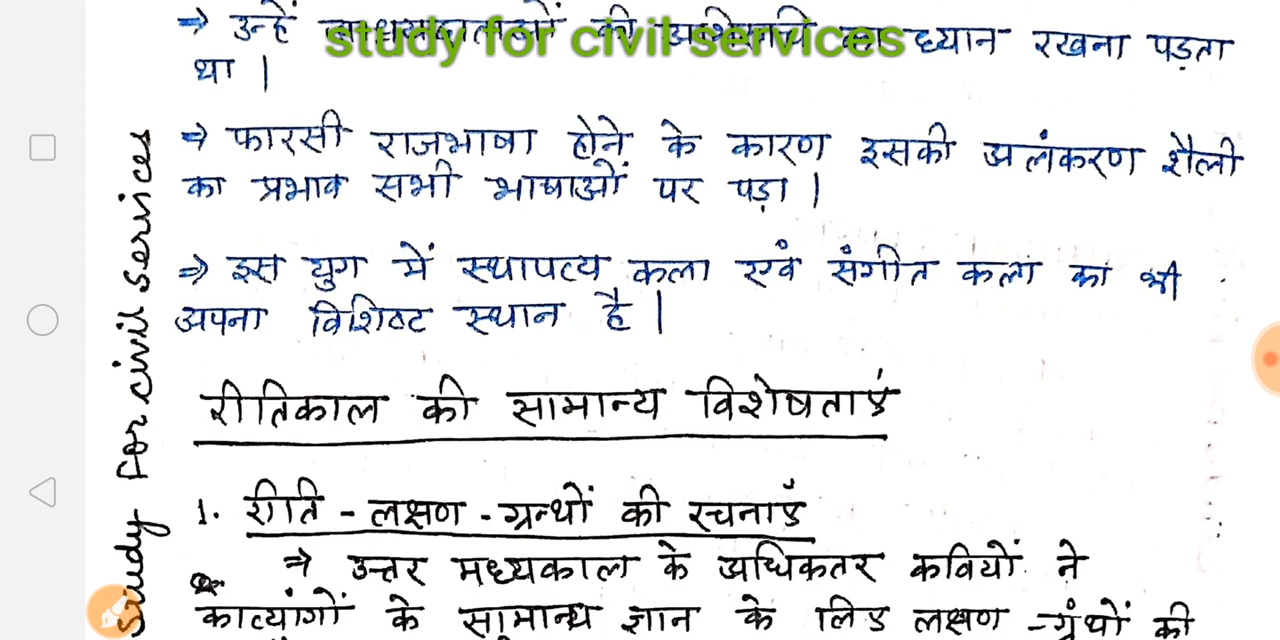 ⇒ उन्हें की ध्यान रखना पड़ता
study for civil services
था |
⇒ फारसी राजभाषा होने के कारण इसकी अलंकरण शैली
का प्रभाव सभी भाषाओं पर पड़ा |
⇒ इस युग में स्थापत्य कला एवं संगीत कला का भी
अपना विशिष्ट स्थान है |
रीतिकाल की सामान्य विशेषताएं
1. रीति - लक्षण - ग्रन्थों की रचनाएँ
⇒ उत्तर मध्यकाल के अधिकतर कवियों ने
काव्यांगों के सामान्य ज्ञान के लिए लक्षण - ग्रंथों की
Study For civil Services